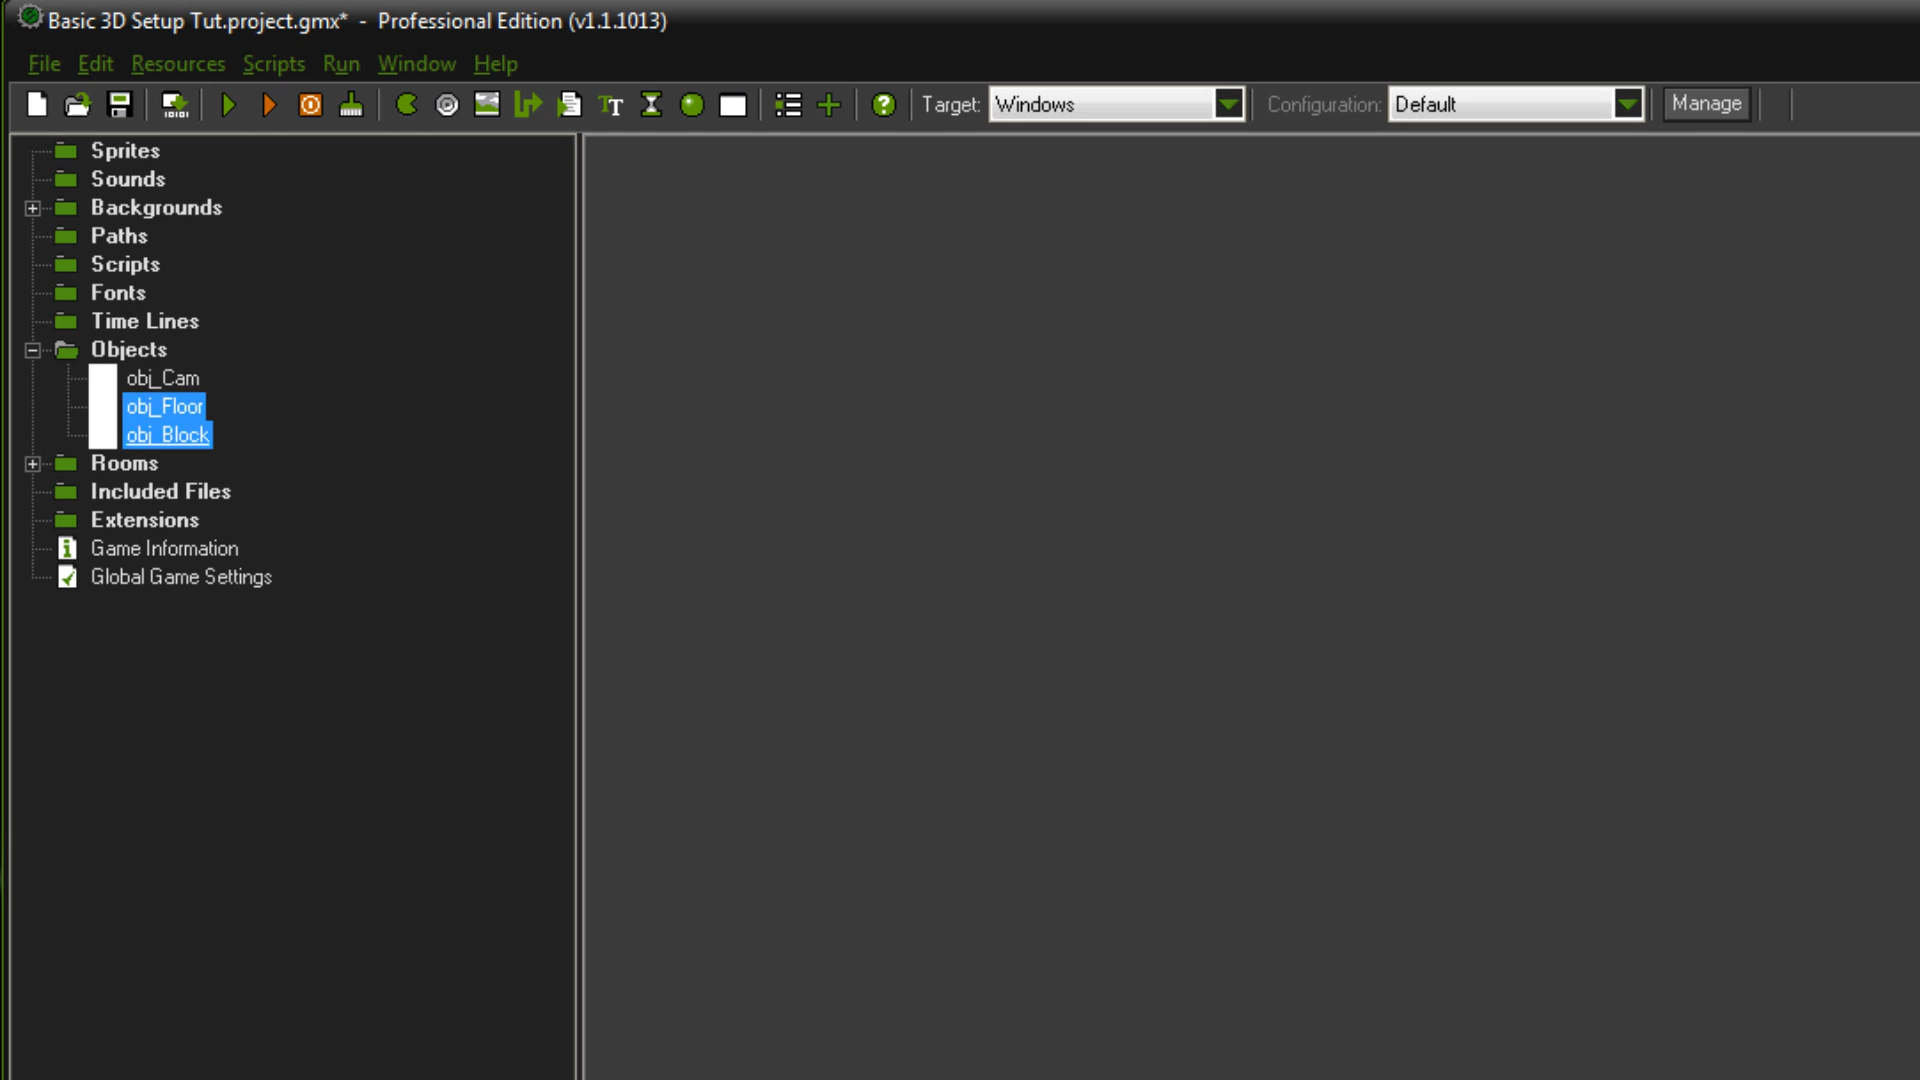 Basic 3D Setup Tut.project.gmx* - Professional Edition (v1.1.1013)
File Edit Resources Scripts Run Window Help
Target: Windows Configuration: Default Manage
Sprites
Sounds
Backgrounds
Paths
Scripts
Fonts
Time Lines
Objects
obj_Cam
obj_Floor
obj_Block
Rooms
Included Files
Extensions
Game Information
Global Game Settings